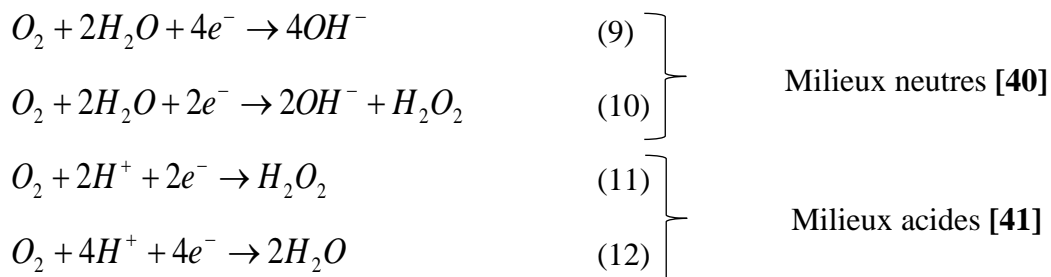 O₂ + 2H₂O + 4e⁻ → 4OH⁻ (9)
Milieux neutres [40]
O₂ + 2H₂O + 2e⁻ → 2OH⁻ + H₂O₂ (10)
O₂ + 2H⁺ + 2e⁻ → H₂O₂ (11)
Milieux acides [41]
O₂ + 4H⁺ + 4e⁻ → 2H₂O (12)